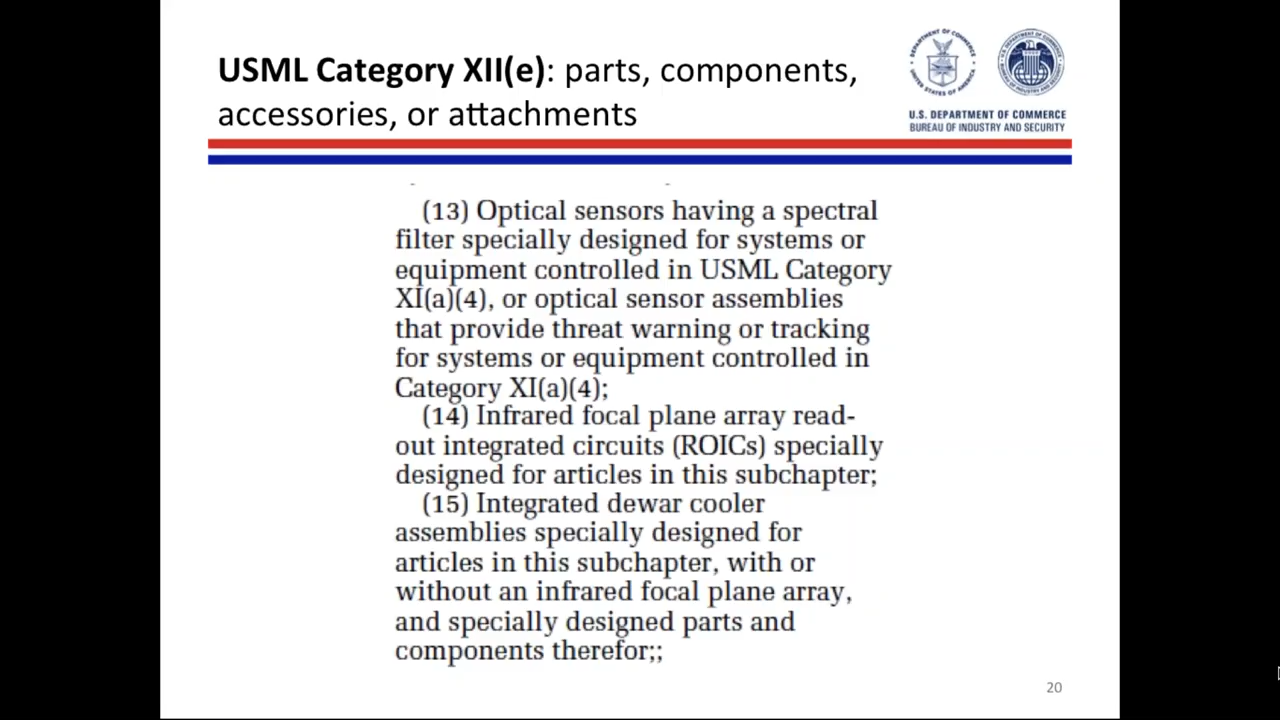 USML Category XII(e): parts, components,
accessories, or attachments
U.S. DEPARTMENT OF COMMERCE
BUREAU OF INDUSTRY AND SECURITY
(13) Optical sensors having a spectral
filter specially designed for systems or
equipment controlled in USML Category
XI(a)(4), or optical sensor assemblies
that provide threat warning or tracking
for systems or equipment controlled in
Category XI(a)(4);
(14) Infrared focal plane array read-
out integrated circuits (ROICs) specially
designed for articles in this subchapter;
(15) Integrated dewar cooler
assemblies specially designed for
articles in this subchapter, with or
without an infrared focal plane array,
and specially designed parts and
components therefor;;
20